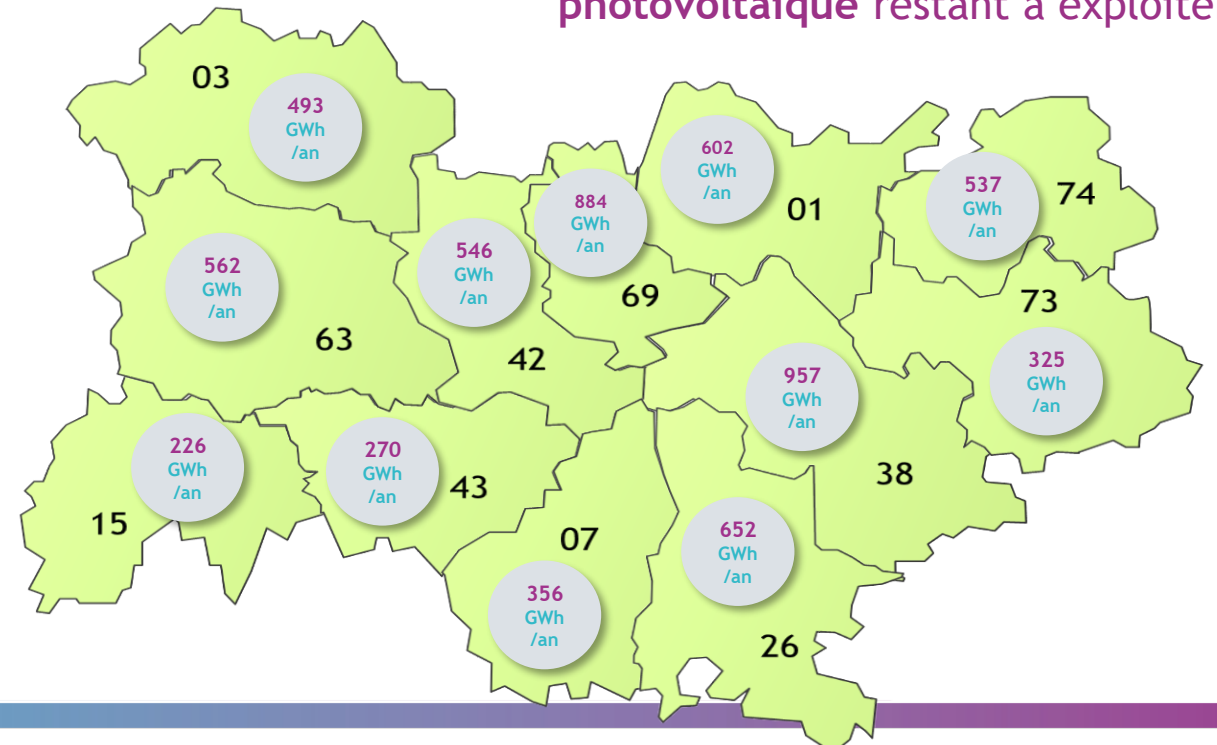 photovoltaïque restant à exploite
03
493
GWh
/an
602
GWh
/an
01
884
GWh
/an
537
GWh
/an
74
562
GWh
/an
63
546
GWh
/an
42
69
73
325
GWh
/an
957
GWh
/an
38
226
GWh
/an
15
270
GWh
/an
43
07
356
GWh
/an
652
GWh
/an
26